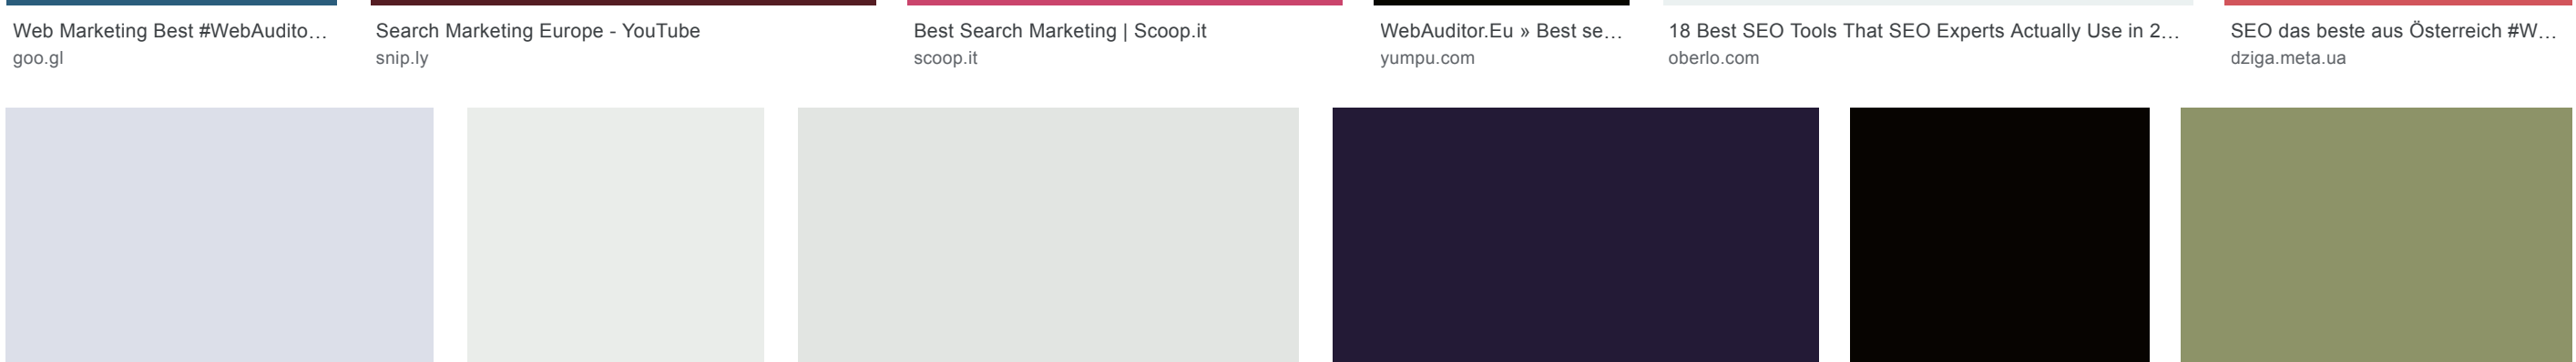 Web Marketing Best #WebAudito...
goo.gl
Search Marketing Europe - YouTube
snip.ly
Best Search Marketing | Scoop.it
scoop.it
WebAuditor.Eu » Best se...
yumpu.com
18 Best SEO Tools That SEO Experts Actually Use in 2...
oberlo.com
SEO das beste aus Österreich #W...
dziga.meta.ua